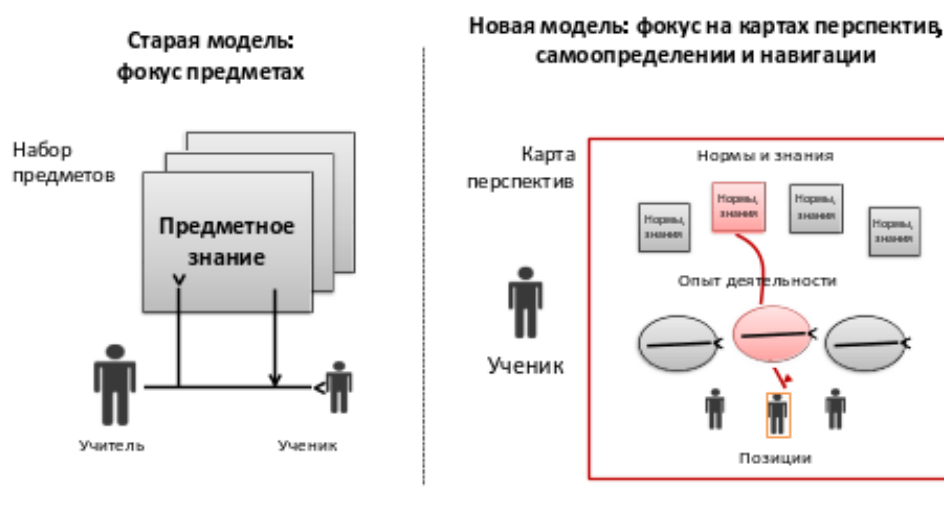 Старая модель:
фокус предметах
Набор
предметов
Предметное
знание
Учитель
Ученик
Новая модель: фокус на картах перспектив,
самоопределении и навигации
Карта
перспектив
Ученик
Нормы и знания
Нормы,
знания
Нормы,
знания
Нормы,
знания
Нормы,
знания
Опыт деятельности
Позиции